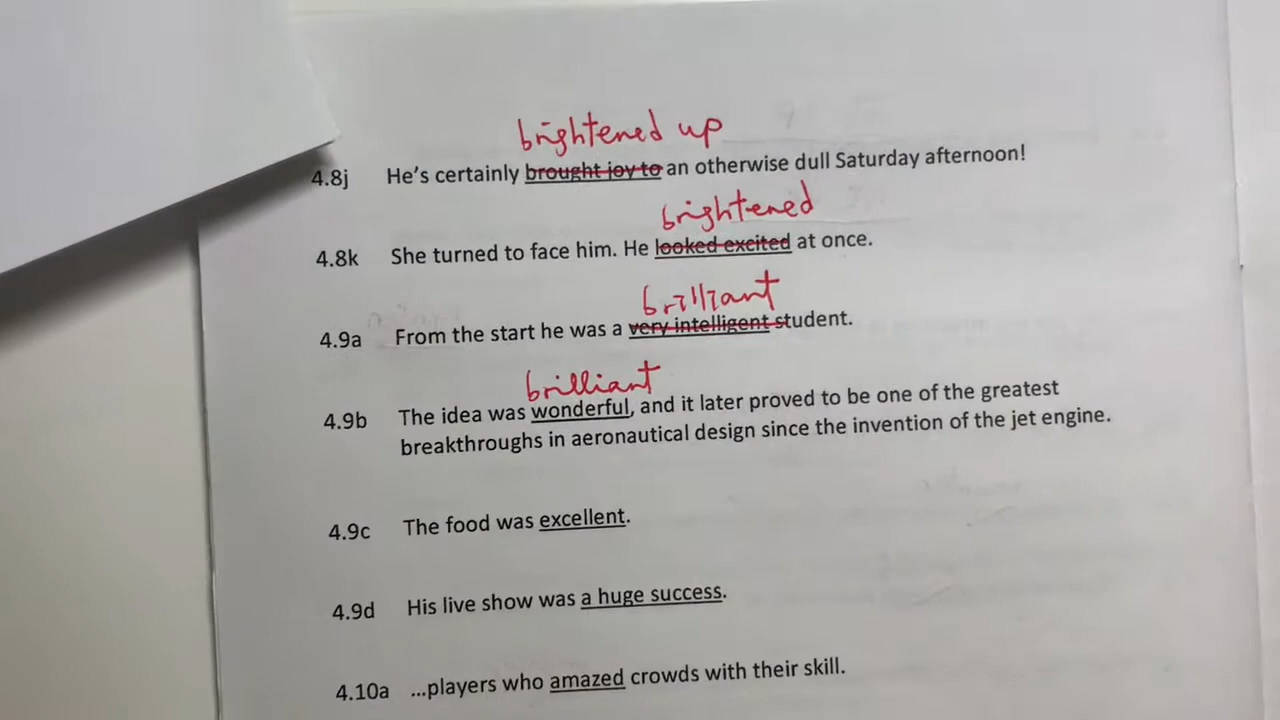 brightened up
4.8j He's certainly brought joy to an otherwise dull Saturday afternoon!
brightened
4.8k She turned to face him. He looked excited at once.
brilliant
4.9a From the start he was a very intelligent student.
brilliant
4.9b The idea was wonderful, and it later proved to be one of the greatest
breakthroughs in aeronautical design since the invention of the jet engine.
4.9c The food was excellent.
4.9d His live show was a huge success.
4.10a ...players who amazed crowds with their skill.